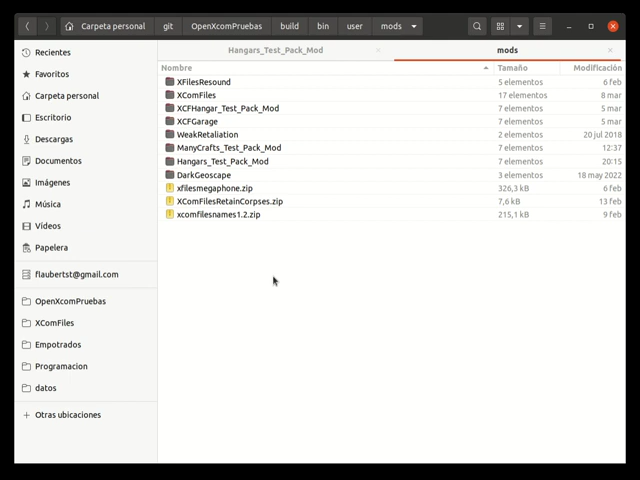 Carpeta personal git OpenXcomPruebas build bin user mods
Hangars_Test_Pack_Mod mods
Nombre Tamaño Modificación
Recientes
Favoritos
Carpeta personal
Escritorio
Descargas
Documentos
Imágenes
Música
Vídeos
Papelera
flaubertst@gmail.com
OpenXcomPruebas
XComFiles
Empotrados
Programacion
datos
Otras ubicaciones
XFilesResound 5 elementos 6 feb
XComFiles 17 elementos 8 mar
XCFHangar_Test_Pack_Mod 7 elementos 5 mar
XCFGarage 7 elementos 5 mar
WeakRetaliation 2 elementos 20 jul 2018
ManyCrafts_Test_Pack_Mod 7 elementos 12:37
Hangars_Test_Pack_Mod 7 elementos 20:15
DarkGeoscape 3 elementos 18 may 2022
xfilesmegaphone.zip 326,3 kB 6 feb
XComFilesRetainCorpses.zip 7,6 kB 13 feb
xcomfilesnames1.2.zip 215,1 kB 9 feb